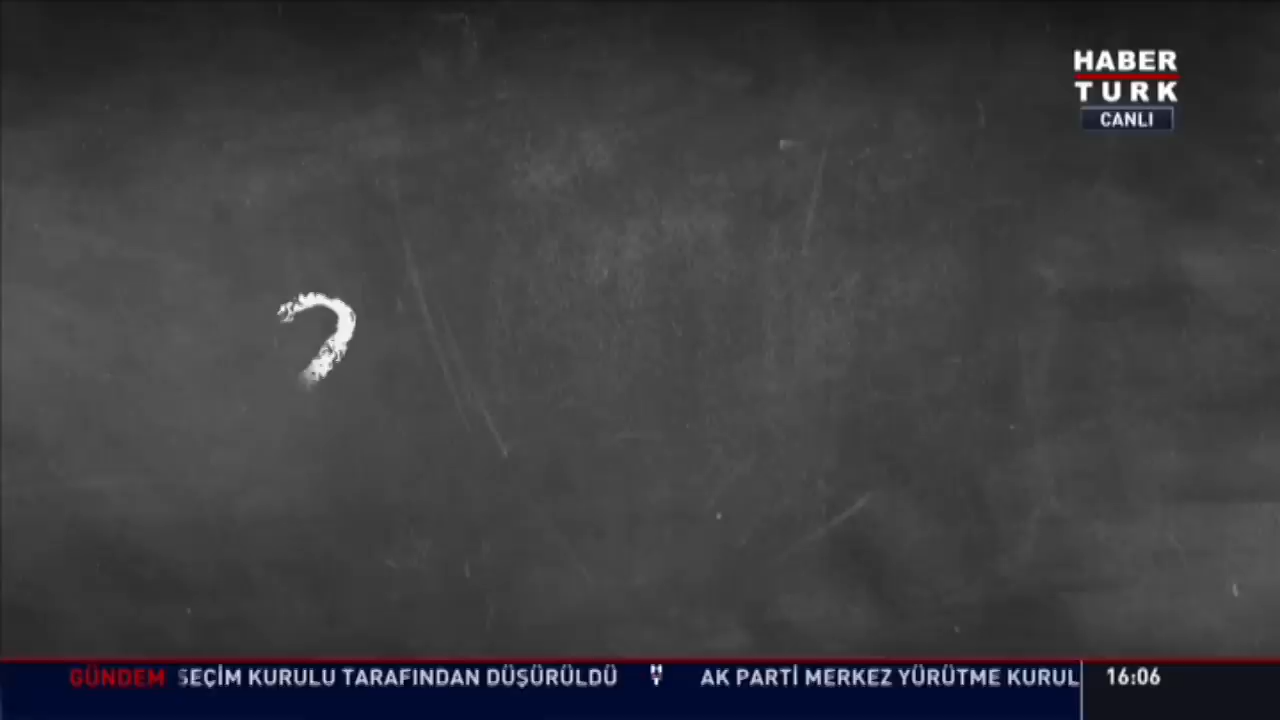 HABER
TURK
CANLI
GÜNDEM SEÇİM KURULU TARAFINDAN DÜŞÜRÜLDÜ AK PARTİ MERKEZ YÜRÜTME KURUL 16:06